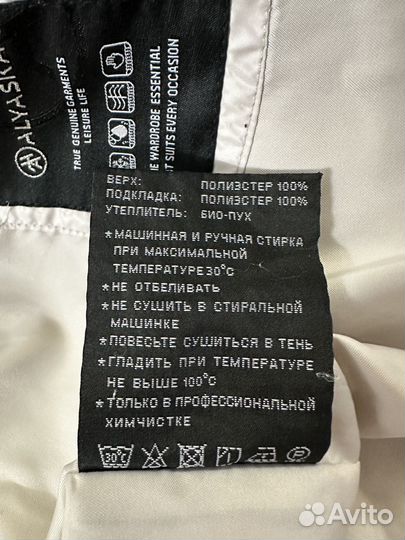 ALYASKA
TRUE GENUINE GARMENTS
LEISURE LIFE
E WARDROBE ESSENTIAL
T SUITS EVERY OCCASION
ВЕРХ: ПОЛИЭСТЕР 100%
ПОДКЛАДКА: ПОЛИЭСТЕР 100%
УТЕПЛИТЕЛЬ: БИО-ПУХ
*МАШИННАЯ И РУЧНАЯ СТИРКА
ПРИ МАКСИМАЛЬНОЙ
ТЕМПЕРАТУРЕ 30°C
*НЕ ОТБЕЛИВАТЬ
*НЕ СУШИТЬ В СТИРАЛЬНОЙ
МАШИНКЕ
*ПОВЕСЬТЕ СУШИТЬСЯ В ТЕНЬ
*ГЛАДИТЬ ПРИ ТЕМПЕРАТУРЕ
НЕ ВЫШЕ 100°C
*ТОЛЬКО В ПРОФЕССИОНАЛЬНОЙ
ХИМЧИСТКЕ
30°C P
Avito